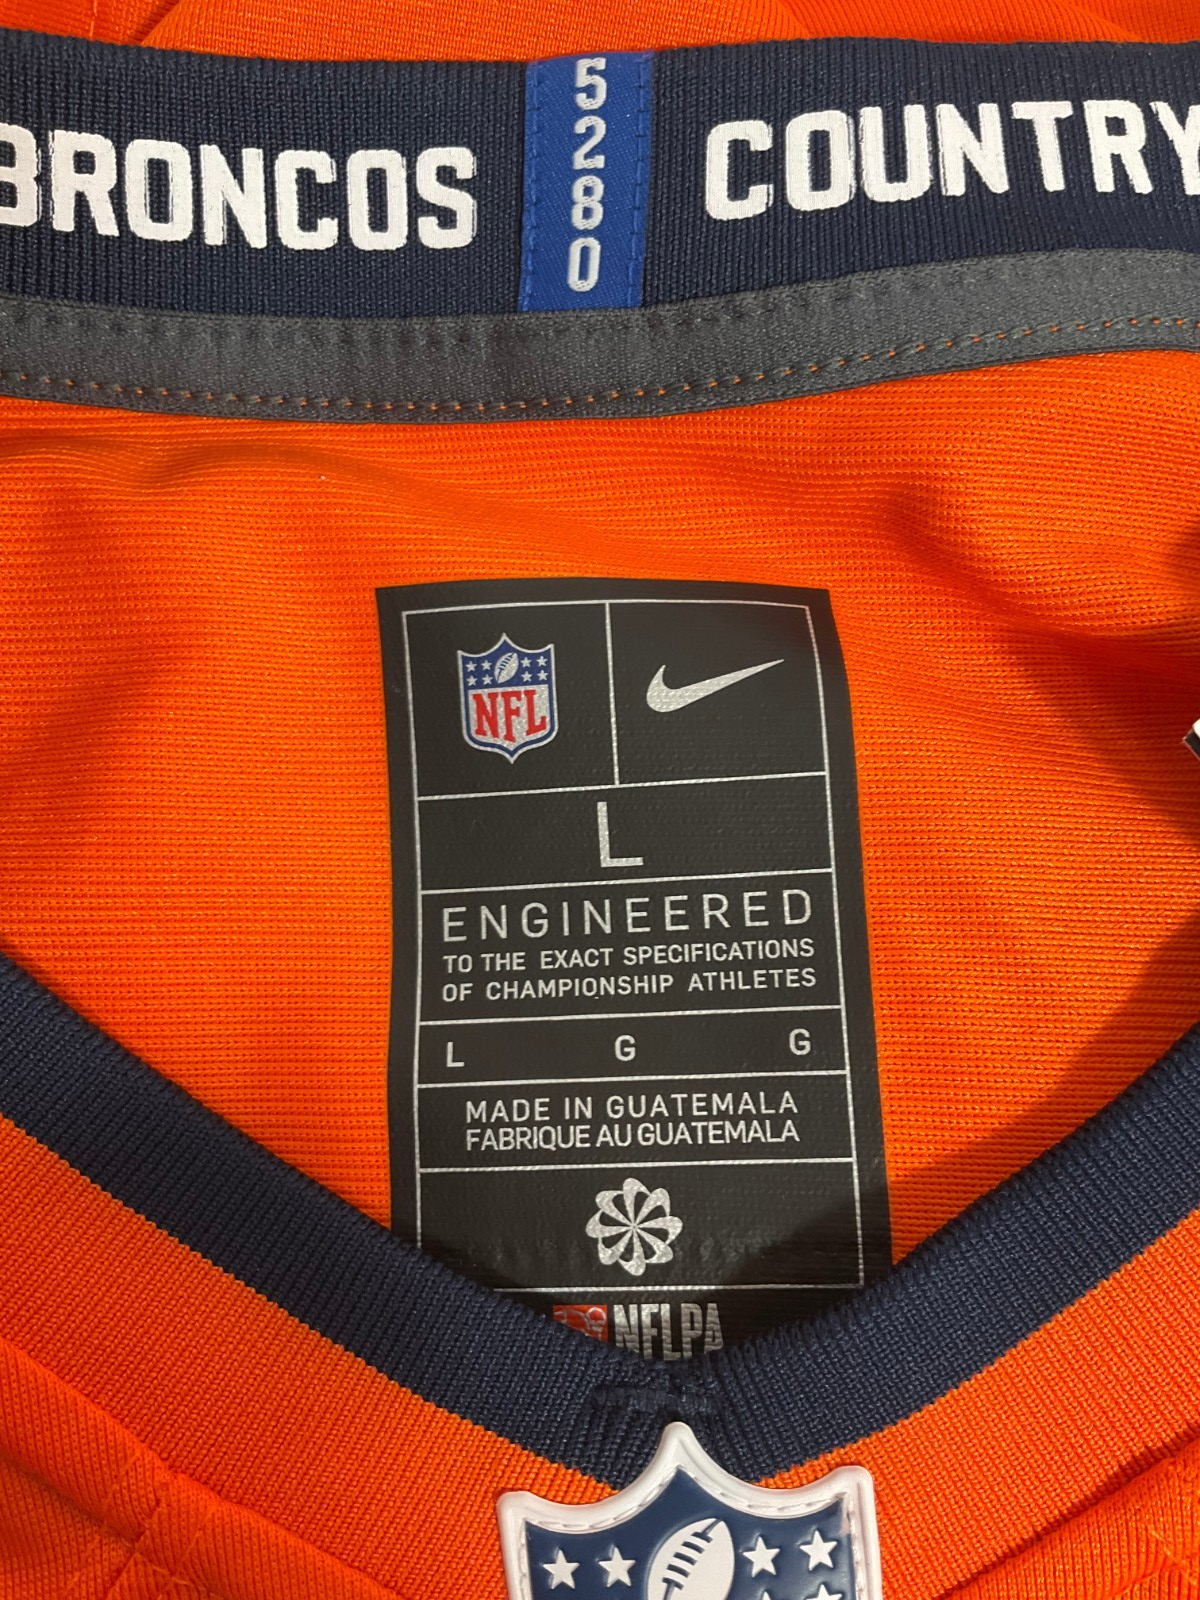 BRONCOS
5280
COUNTRY
NFL
L
ENGINEERED
TO THE EXACT SPECIFICATIONS
OF CHAMPIONSHIP ATHLETES
L G G
MADE IN GUATEMALA
FABRIQUE AU GUATEMALA
NFLPA